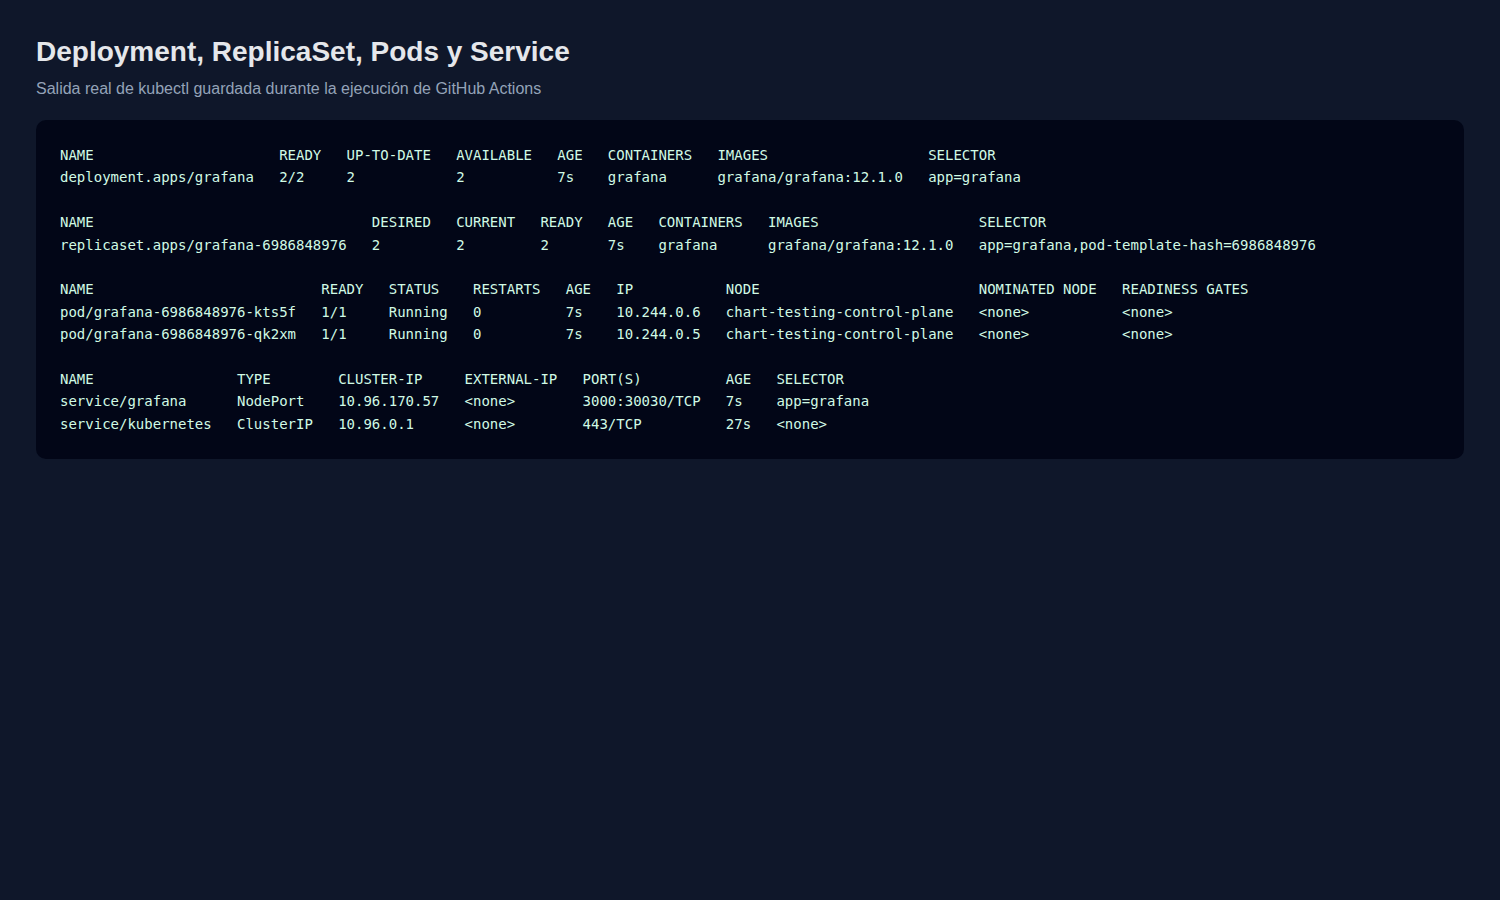 Deployment, ReplicaSet, Pods y Service
Salida real de kubectl guardada durante la ejecución de GitHub Actions
NAME                      READY   UP-TO-DATE   AVAILABLE   AGE   CONTAINERS   IMAGES                   SELECTOR
deployment.apps/grafana   2/2     2            2           7s    grafana      grafana/grafana:12.1.0   app=grafana
NAME                                 DESIRED   CURRENT   READY   AGE   CONTAINERS   IMAGES                   SELECTOR
replicaset.apps/grafana-6986848976   2         2         2       7s    grafana      grafana/grafana:12.1.0   app=grafana,pod-template-hash=6986848976
NAME                           READY   STATUS    RESTARTS   AGE   IP           NODE                          NOMINATED NODE   READINESS GATES
pod/grafana-6986848976-kts5f   1/1     Running   0          7s    10.244.0.6   chart-testing-control-plane   <none>           <none>
pod/grafana-6986848976-qk2xm   1/1     Running   0          7s    10.244.0.5   chart-testing-control-plane   <none>           <none>
NAME                 TYPE        CLUSTER-IP     EXTERNAL-IP   PORT(S)          AGE   SELECTOR
service/grafana      NodePort    10.96.170.57   <none>        3000:30030/TCP   7s    app=grafana
service/kubernetes   ClusterIP   10.96.0.1      <none>        443/TCP          27s   <none>